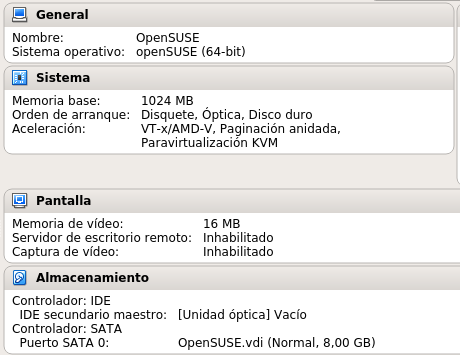 General
Nombre: OpenSUSE
Sistema operativo: openSUSE (64-bit)
Sistema
Memoria base: 1024 MB
Orden de arranque: Disquete, Óptica, Disco duro
Aceleración: VT-x/AMD-V, Paginación anidada,
Paravirtualización KVM
Pantalla
Memoria de vídeo: 16 MB
Servidor de escritorio remoto: Inhabilitado
Captura de vídeo: Inhabilitado
Almacenamiento
Controlador: IDE
IDE secundario maestro: [Unidad óptica] Vacío
Controlador: SATA
Puerto SATA 0: OpenSUSE.vdi (Normal, 8,00 GB)